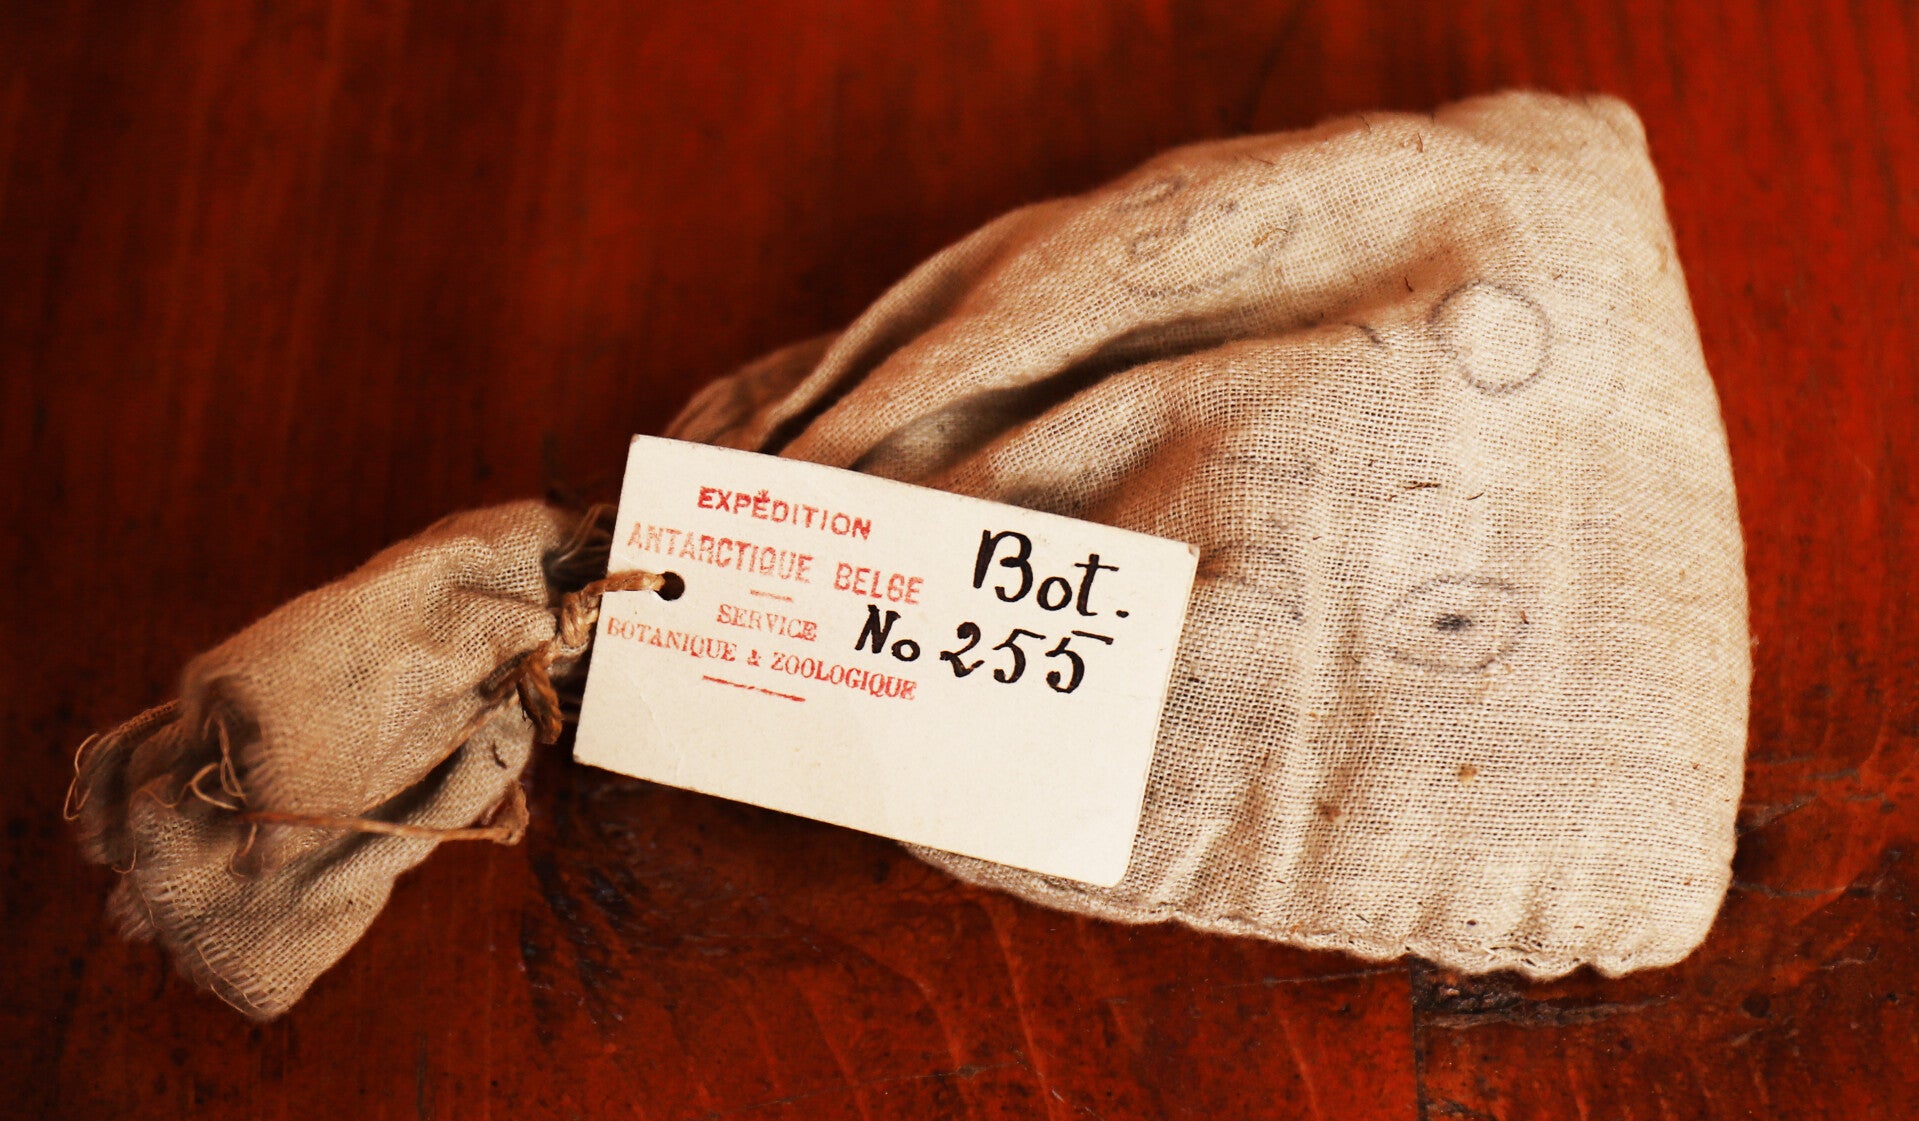 EXPÉDITION
ANTARCTIQUE BELGE
SERVICE
BOTANIQUE & ZOOLOGIQUE
Bot.
No 255